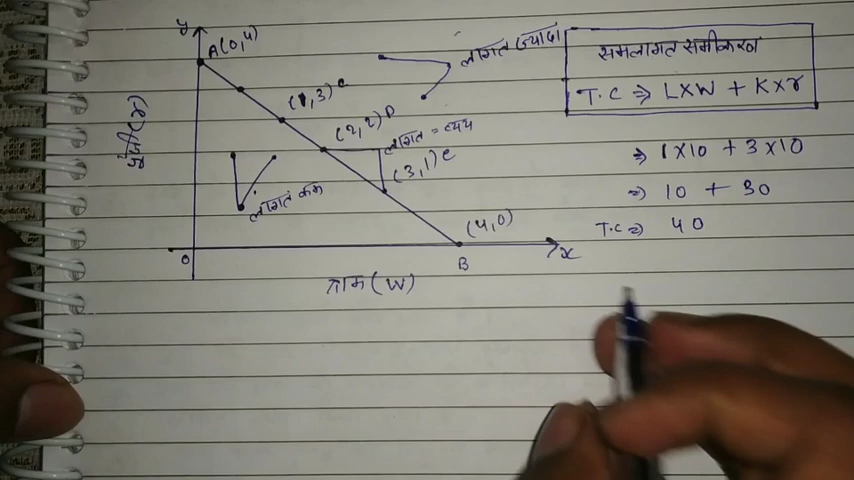 y
A(0,4)
(1,3) c
(2,2) D
(3,1) e
(4,0)
B
0
x
पूँजी (r)
श्रम (W)
लागत ज्यादा
लागत = व्यय
लागत कम
समलागत समीकरण
T.C ⇒ L×W + K×r
⇒ 1×10 + 3×10
⇒ 10 + 30
T.C ⇒ 40